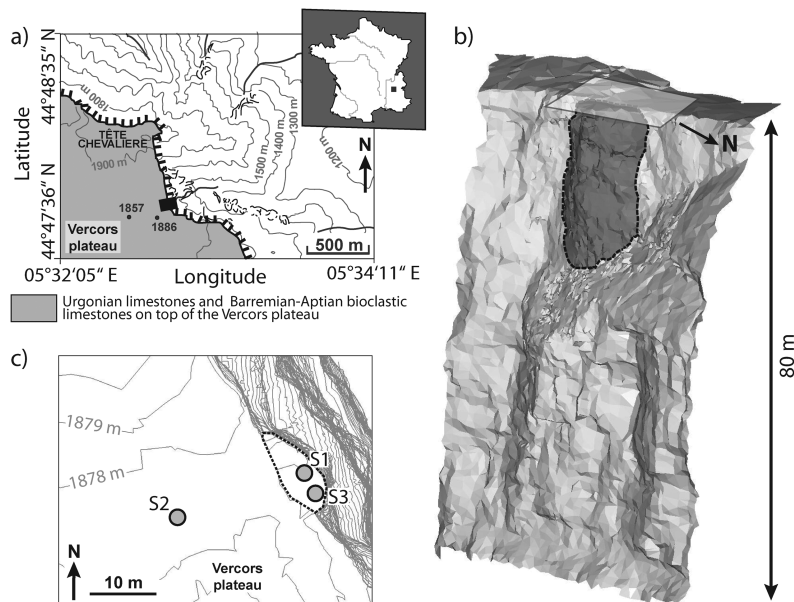 a)
44°48'35" N
Latitude
44°47'36" N
1800 m
TÊTE
CHEVALIERE
1900 m
1500 m
1400 m
1300 m
1200 m
N
1857
1886
Vercors
plateau
500 m
05°32'05" E
Longitude
05°34'11" E
Urgonian limestones and Barremian-Aptian bioclastic
limestones on top of the Vercors plateau
b)
N
80 m
c)
1879 m
1878 m
S1
S3
S2
N
10 m
Vercors
plateau